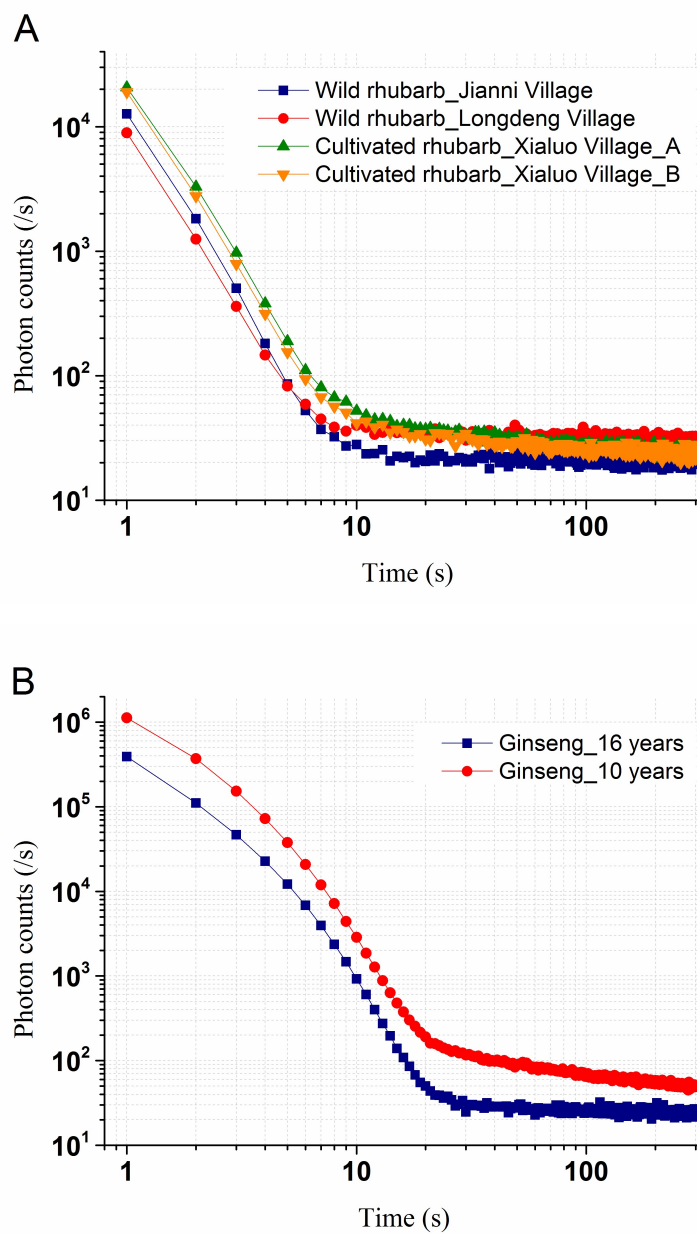 A
Wild rhubarb_Jianni Village
Wild rhubarb_Longdeng Village
Cultivated rhubarb_Xialuo Village_A
Cultivated rhubarb_Xialuo Village_B
Photon counts (/s)
10^4
10^3
10^2
10^1
1 10 100
Time (s)
B
Ginseng_16 years
Ginseng_10 years
Photon counts (/s)
10^6
10^5
10^4
10^3
10^2
10^1
1 10 100
Time (s)